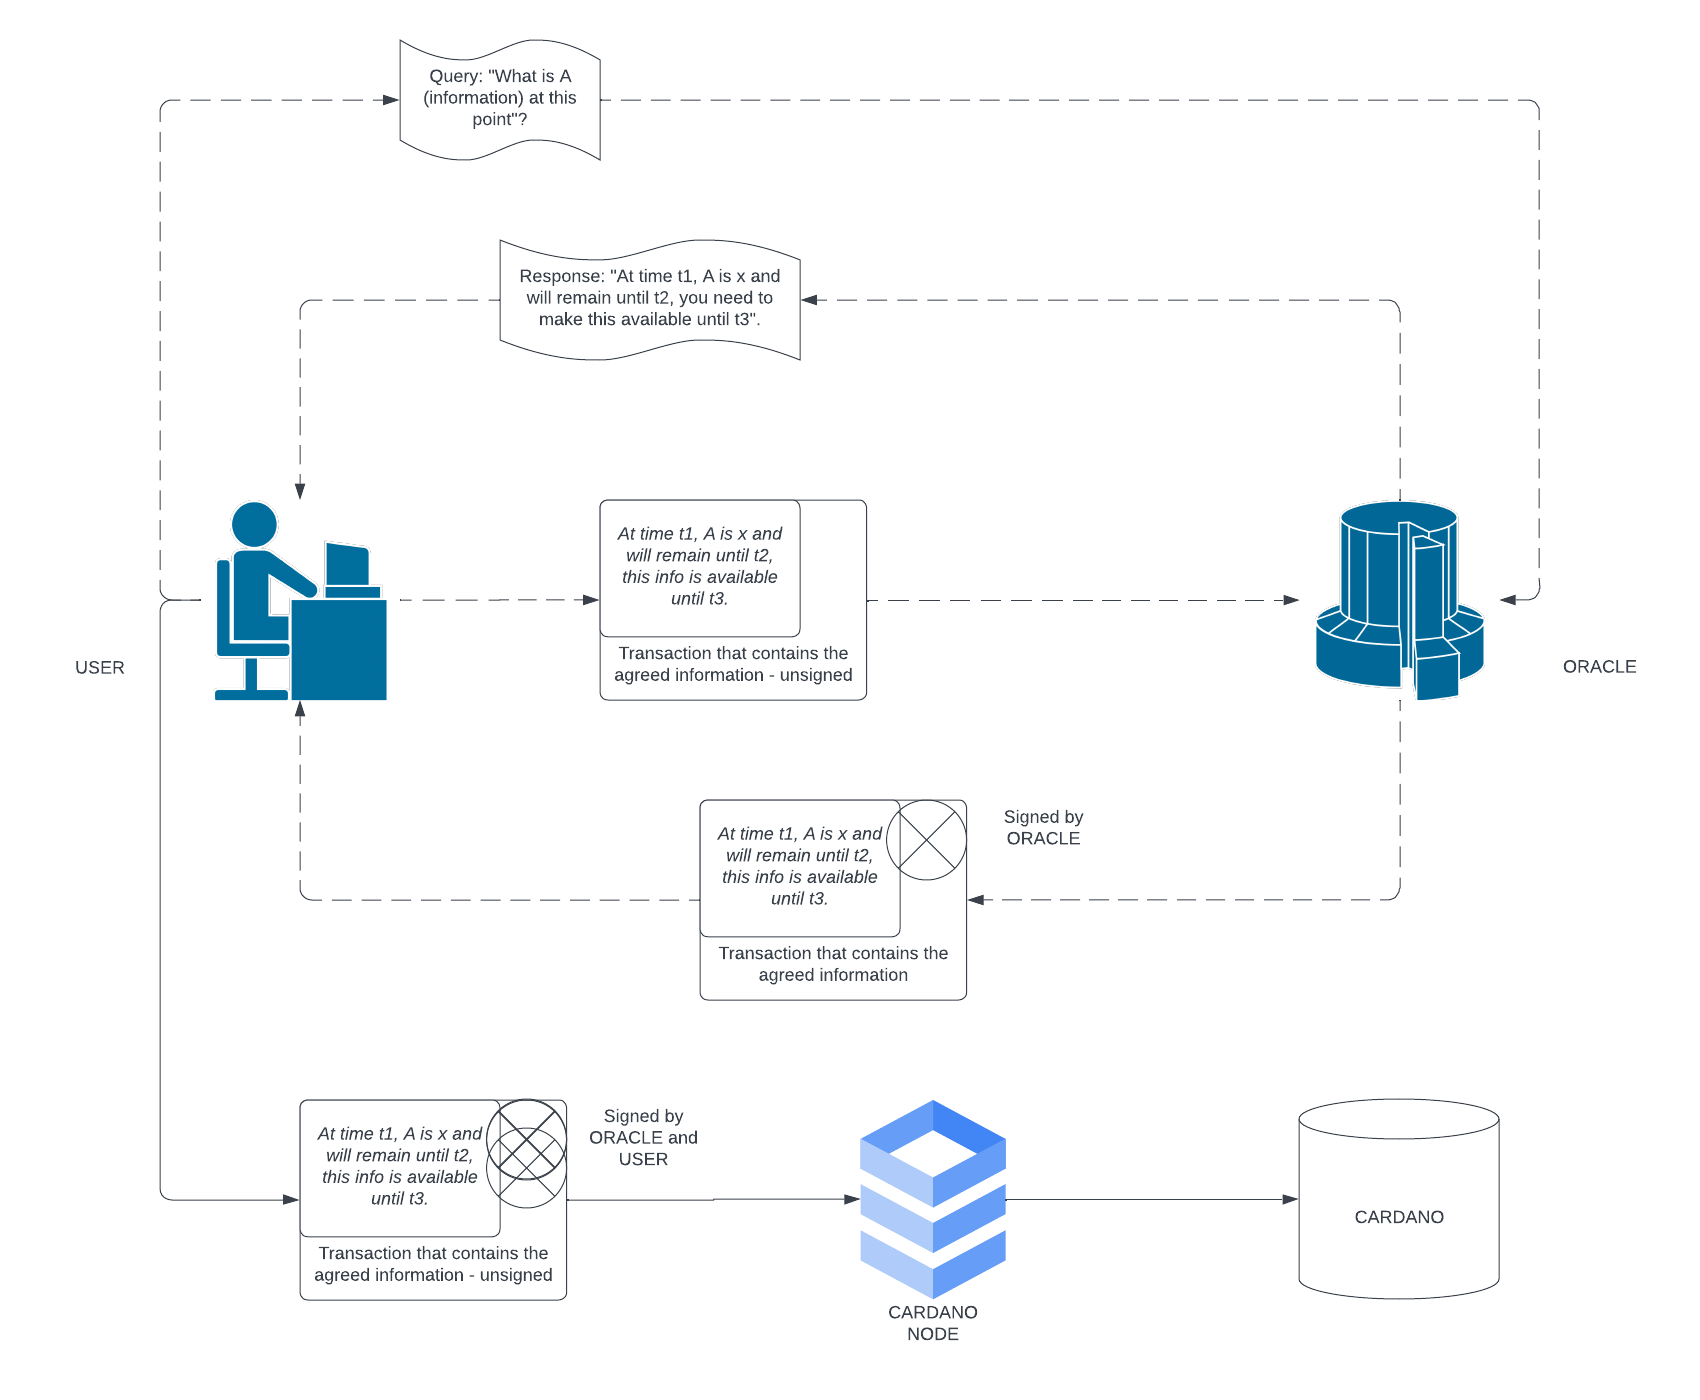 Query: "What is A
(information) at this
point"?
Response: "At time t1, A is x and
will remain until t2, you need to
make this available until t3".
At time t1, A is x and
will remain until t2,
this info is available
until t3.
Transaction that contains the
agreed information - unsigned
USER
ORACLE
At time t1, A is x and
will remain until t2,
this info is available
until t3.
Transaction that contains the
agreed information
Signed by
ORACLE
At time t1, A is x and
will remain until t2,
this info is available
until t3.
Transaction that contains the
agreed information - unsigned
Signed by
ORACLE and
USER
CARDANO
NODE
CARDANO